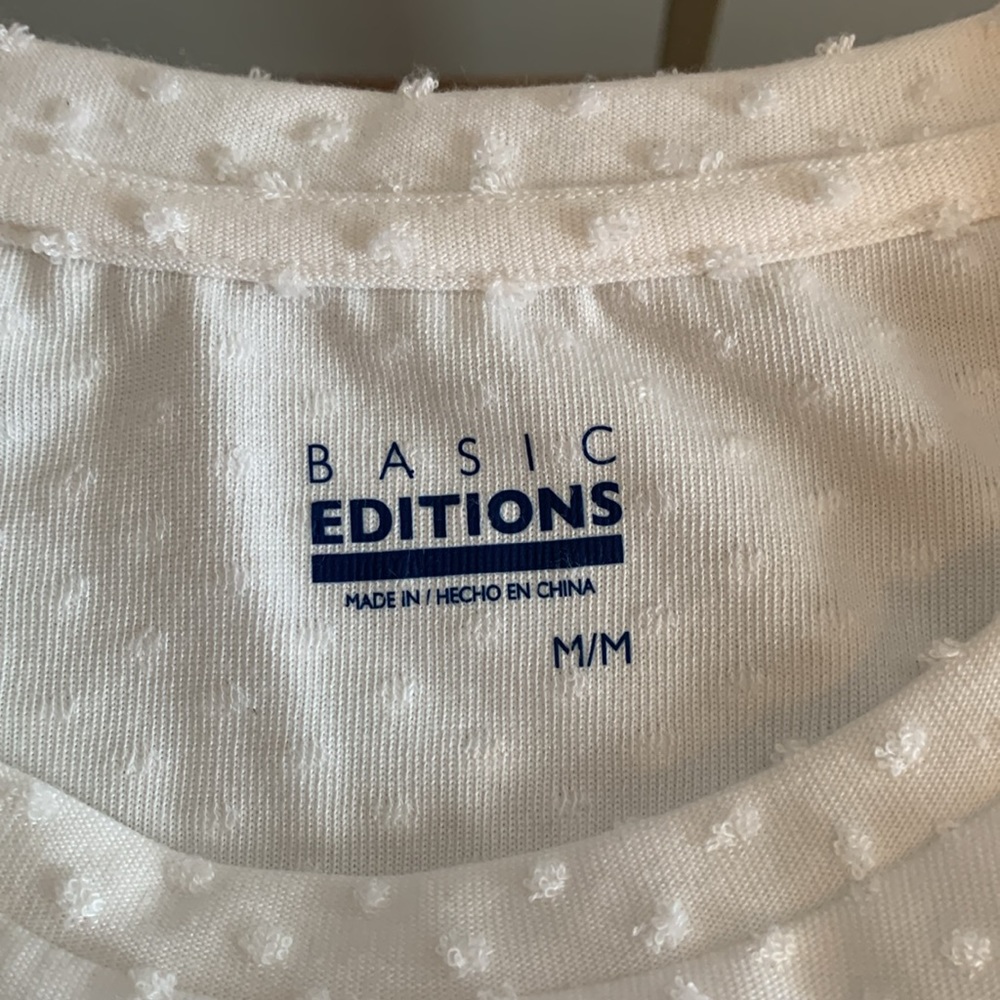 BASIC
EDITIONS
MADE IN / HECHO EN CHINA
M/M